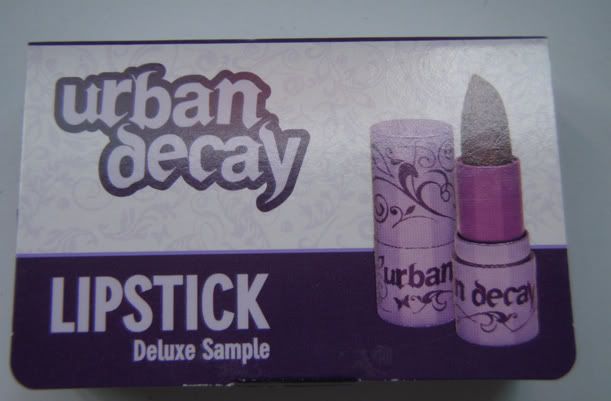 urban
decay
LIPSTICK
Deluxe Sample
urban
n decay